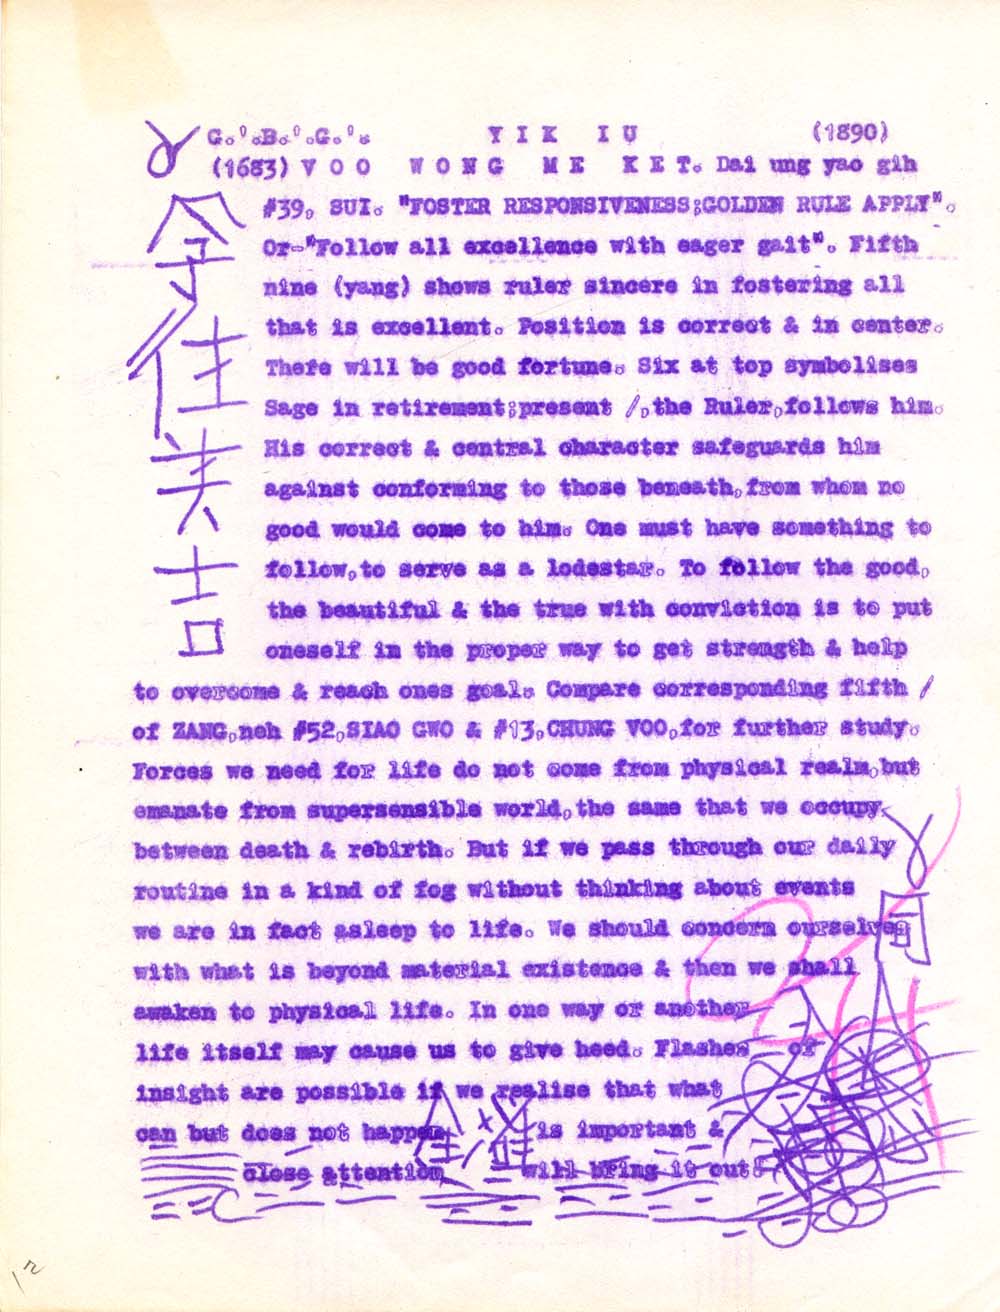 G.'.B.'.G.'. YIK IU (1890)
(1683) VOO WONG ME KET. Dai ung yao gih
#39, SUI. "FOSTER RESPONSIVENESS;GOLDEN RULE APPLY".
Or-"Follow all excellence with eager gait". Fifth
nine (yang) shows ruler sincere in fostering all
that is excellent. Position is correct & in center.
There will be good fortune. Six at top symbolises
Sage in retirement;present /,the Ruler,follows him.
His correct & central character safeguards him
against conforming to those beneath,from whom no
good would come to him. One must have something to
follow,to serve as a lodestar. To follow the good,
the beautiful & the true with conviction is to put
oneself in the proper way to get strength & help
to overcome & reach ones goal. Compare corresponding fifth /
of ZANG,neh #52,SIAO GWO & #13,CHUNG VOO,for further study.
Forces we need for life do not come from physical realm,but
emanate from supersensible world,the same that we occupy
between death & rebirth. But if we pass through our daily
routine in a kind of fog without thinking about events
we are in fact asleep to life. We should concern ourselves
with what is beyond material existence & then we shall
awaken to physical life. In one way or another
life itself may cause us to give heed. Flashes of
insight are possible if we realise that what
can but does not happen is important &
close attention will bring it out!
孚
佳
吉